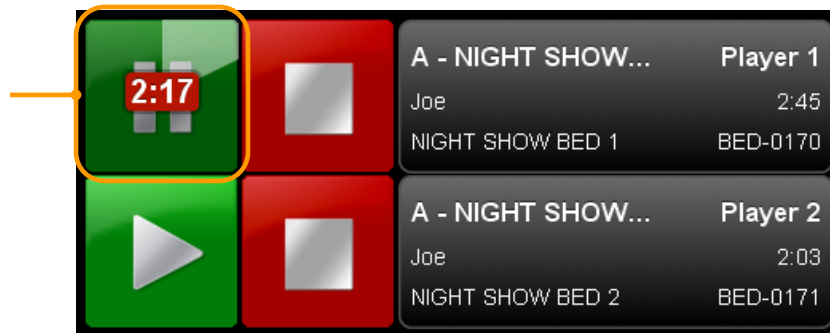 2:17
A - NIGHT SHOW... Player 1
Joe 2:45
NIGHT SHOW BED 1 BED-0170
A - NIGHT SHOW... Player 2
Joe 2:03
NIGHT SHOW BED 2 BED-0171